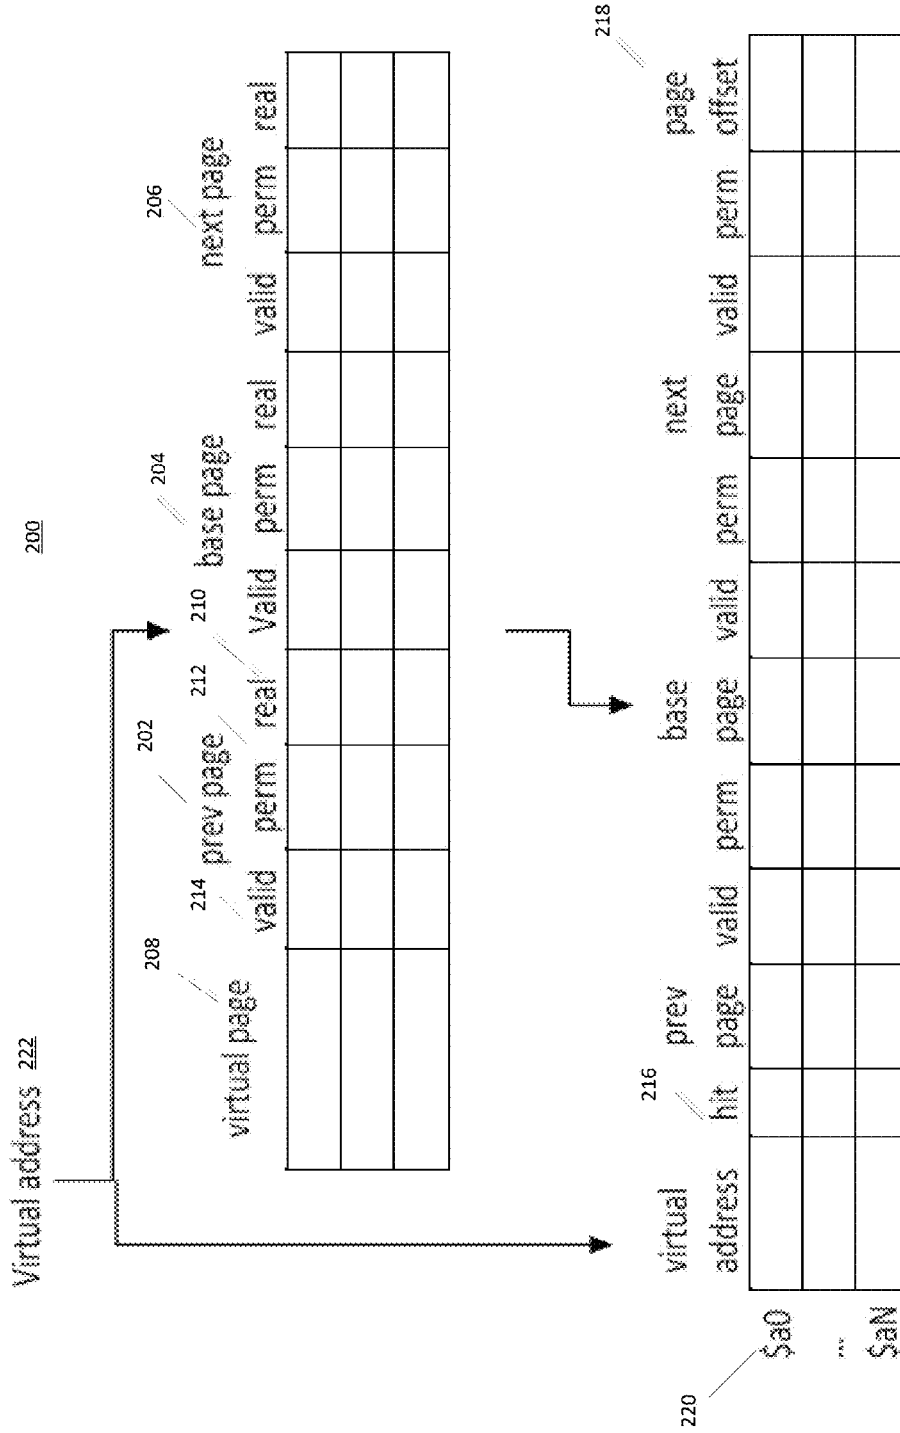 Virtual address 222
200
208
202
204
206
214
212
210
prev page
base page
next page
virtual page
valid perm real Valid perm real valid perm real
218
216
virtual prev base next page
address hit page valid perm page valid perm page valid perm offset
220
$a0
...
$aN